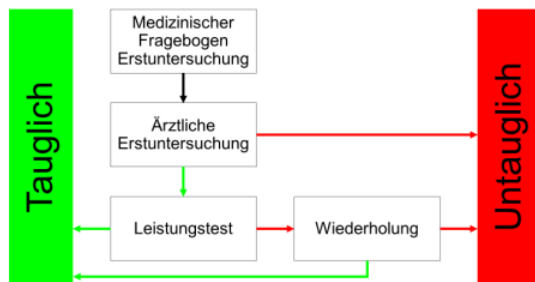 Medizinischer
Fragebogen
Erstuntersuchung
Tauglich
Ärztliche
Erstuntersuchung
Untauglich
Leistungstest
Wiederholung